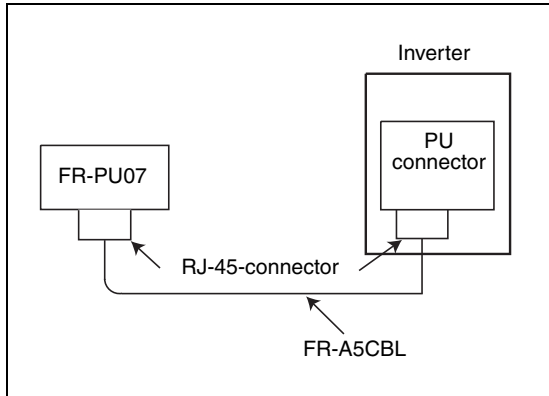 Inverter
PU
connector
FR-PU07
RJ-45-connector
FR-A5CBL